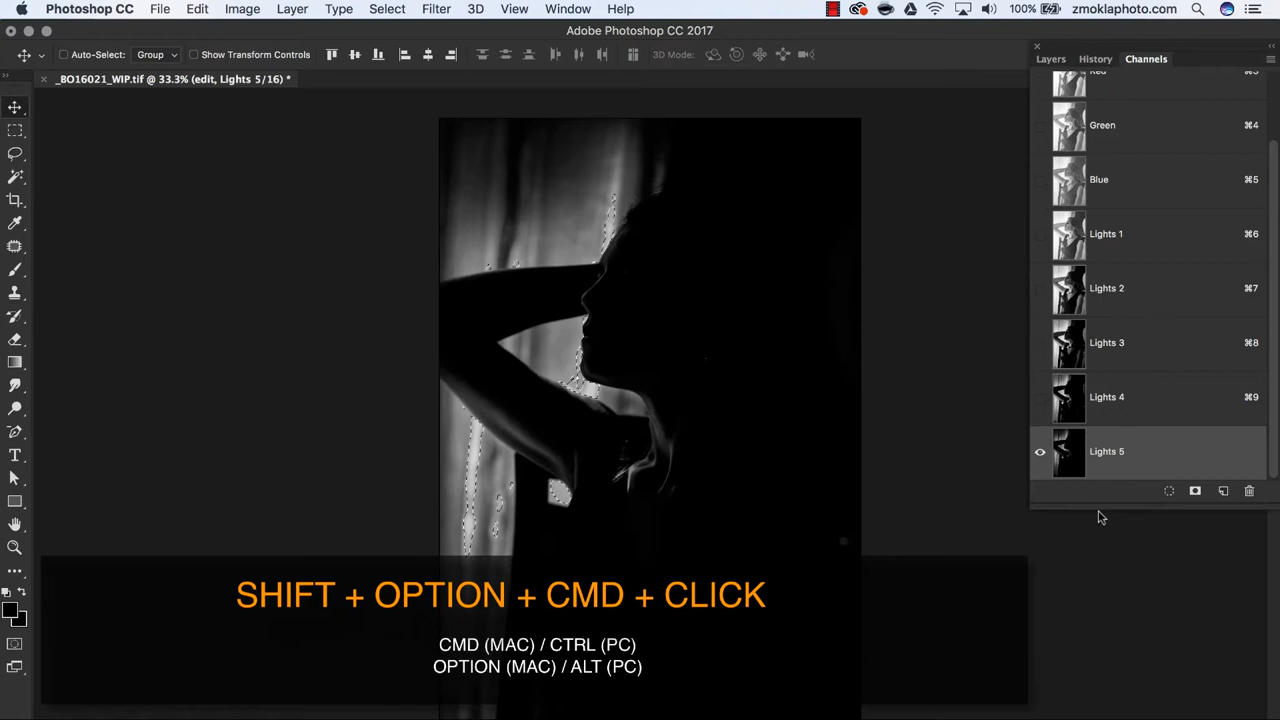 Photoshop CC File Edit Image Layer Type Select Filter 3D View Window Help 100% zmoklaphoto.com
Adobe Photoshop CC 2017
Auto-Select: Group Show Transform Controls 3D Mode:
× _BO16021_WIP.tif @ 33.3% (edit, Lights 5/16) *
Layers History Channels
Red ⌘3
Green ⌘4
Blue ⌘5
Lights 1 ⌘6
Lights 2 ⌘7
Lights 3 ⌘8
Lights 4 ⌘9
Lights 5
SHIFT + OPTION + CMD + CLICK
CMD (MAC) / CTRL (PC)
OPTION (MAC) / ALT (PC)